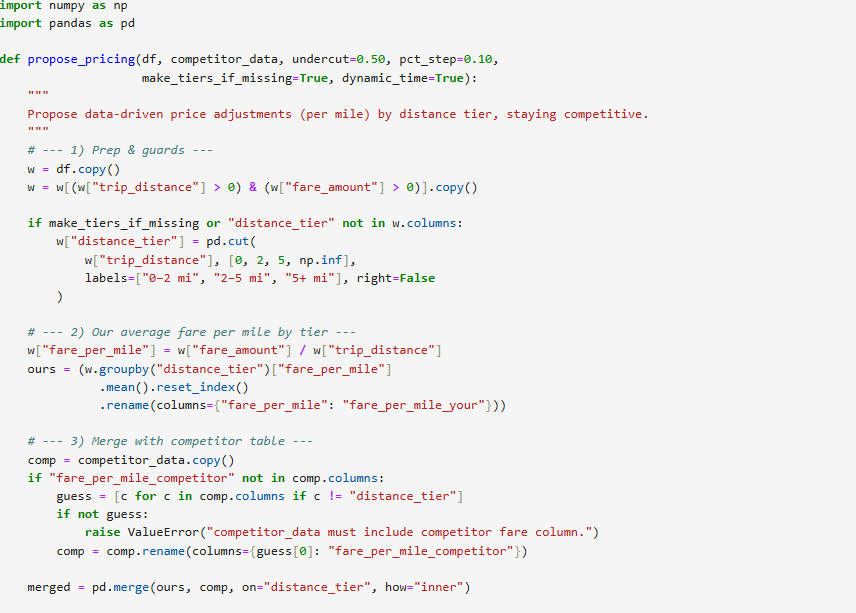 import numpy as np
import pandas as pd

def propose_pricing(df, competitor_data, undercut=0.50, pct_step=0.10,
                    make_tiers_if_missing=True, dynamic_time=True):
    """
    Propose data-driven price adjustments (per mile) by distance tier, staying competitive.
    """
    # --- 1) Prep & guards ---
    w = df.copy()
    w = w[(w["trip_distance"] > 0) & (w["fare_amount"] > 0)].copy()

    if make_tiers_if_missing or "distance_tier" not in w.columns:
        w["distance_tier"] = pd.cut(
            w["trip_distance"], [0, 2, 5, np.inf],
            labels=["0–2 mi", "2–5 mi", "5+ mi"], right=False
        )

    # --- 2) Our average fare per mile by tier ---
    w["fare_per_mile"] = w["fare_amount"] / w["trip_distance"]
    ours = (w.groupby("distance_tier")["fare_per_mile"]
              .mean().reset_index()
              .rename(columns={"fare_per_mile": "fare_per_mile_your"}))

    # --- 3) Merge with competitor table ---
    comp = competitor_data.copy()
    if "fare_per_mile_competitor" not in comp.columns:
        guess = [c for c in comp.columns if c != "distance_tier"]
        if not guess:
            raise ValueError("competitor_data must include competitor fare column.")
        comp = comp.rename(columns={guess[0]: "fare_per_mile_competitor"})

    merged = pd.merge(ours, comp, on="distance_tier", how="inner")